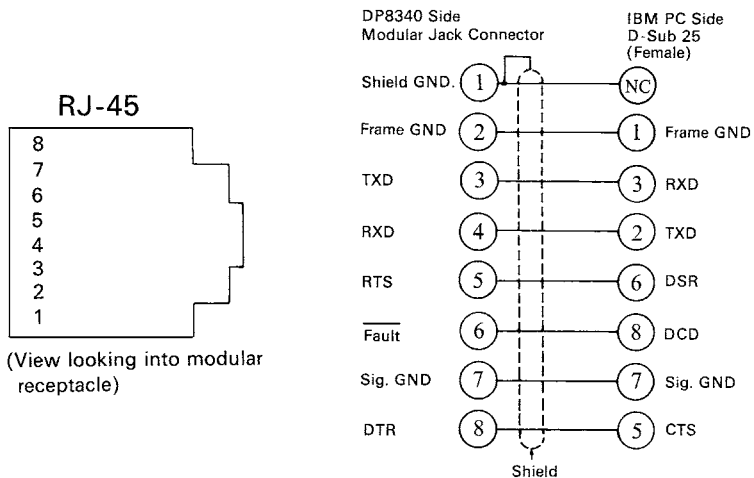 RJ-45
8
7
6
5
4
3
2
1
(View looking into modular
receptacle)
DP8340 Side
Modular Jack Connector
IBM PC Side
D-Sub 25
(Female)
Shield GND. 1 NC
Frame GND 2 1 Frame GND
TXD 3 3 RXD
RXD 4 2 TXD
RTS 5 6 DSR
Fault 6 8 DCD
Sig. GND 7 7 Sig. GND
DTR 8 5 CTS
Shield